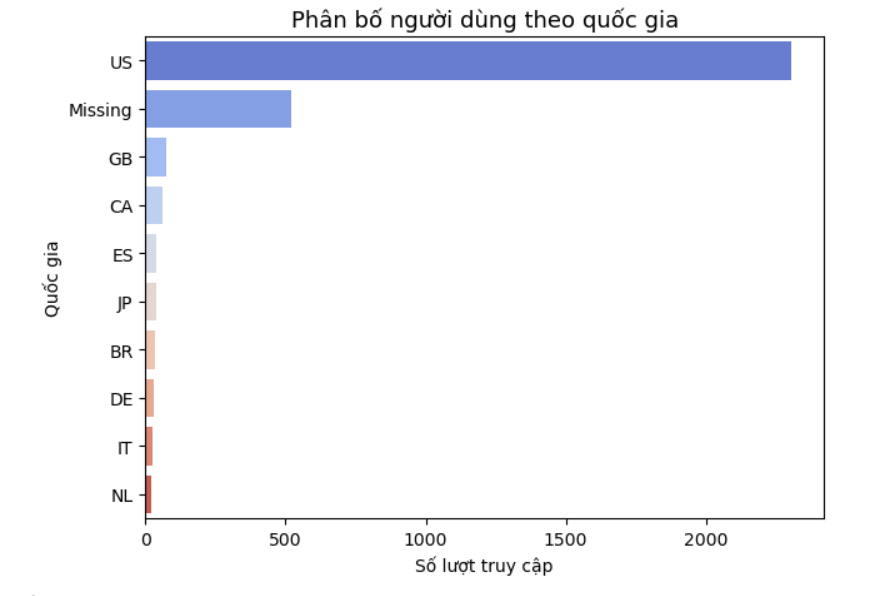 Phân bố người dùng theo quốc gia
US
Missing
GB
CA
ES
JP
BR
DE
IT
NL
Quốc gia
0 500 1000 1500 2000
Số lượt truy cập